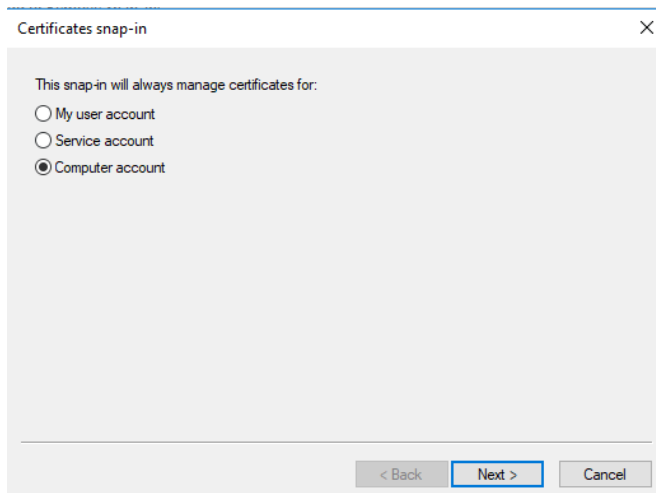 Certificates snap-in
This snap-in will always manage certificates for:
My user account
Service account
Computer account
< Back Next > Cancel